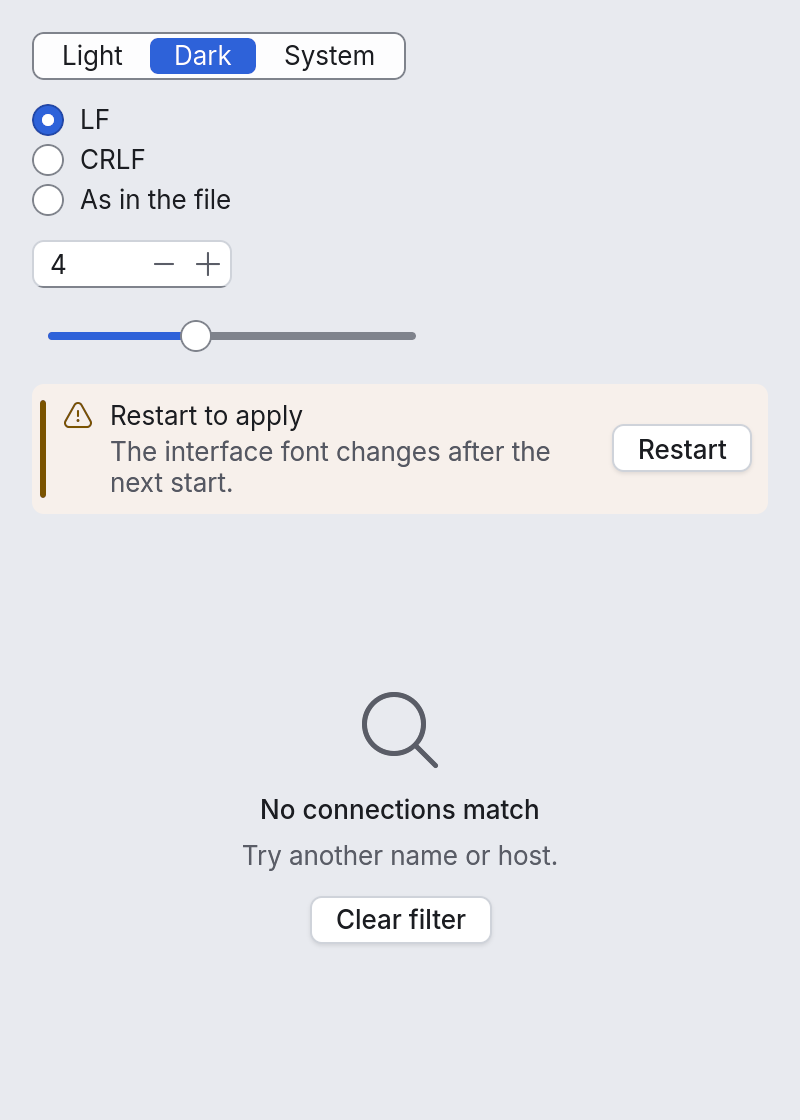 Light Dark System
LF
CRLF
As in the file
4
Restart to apply
The interface font changes after the
next start.
Restart
No connections match
Try another name or host.
Clear filter